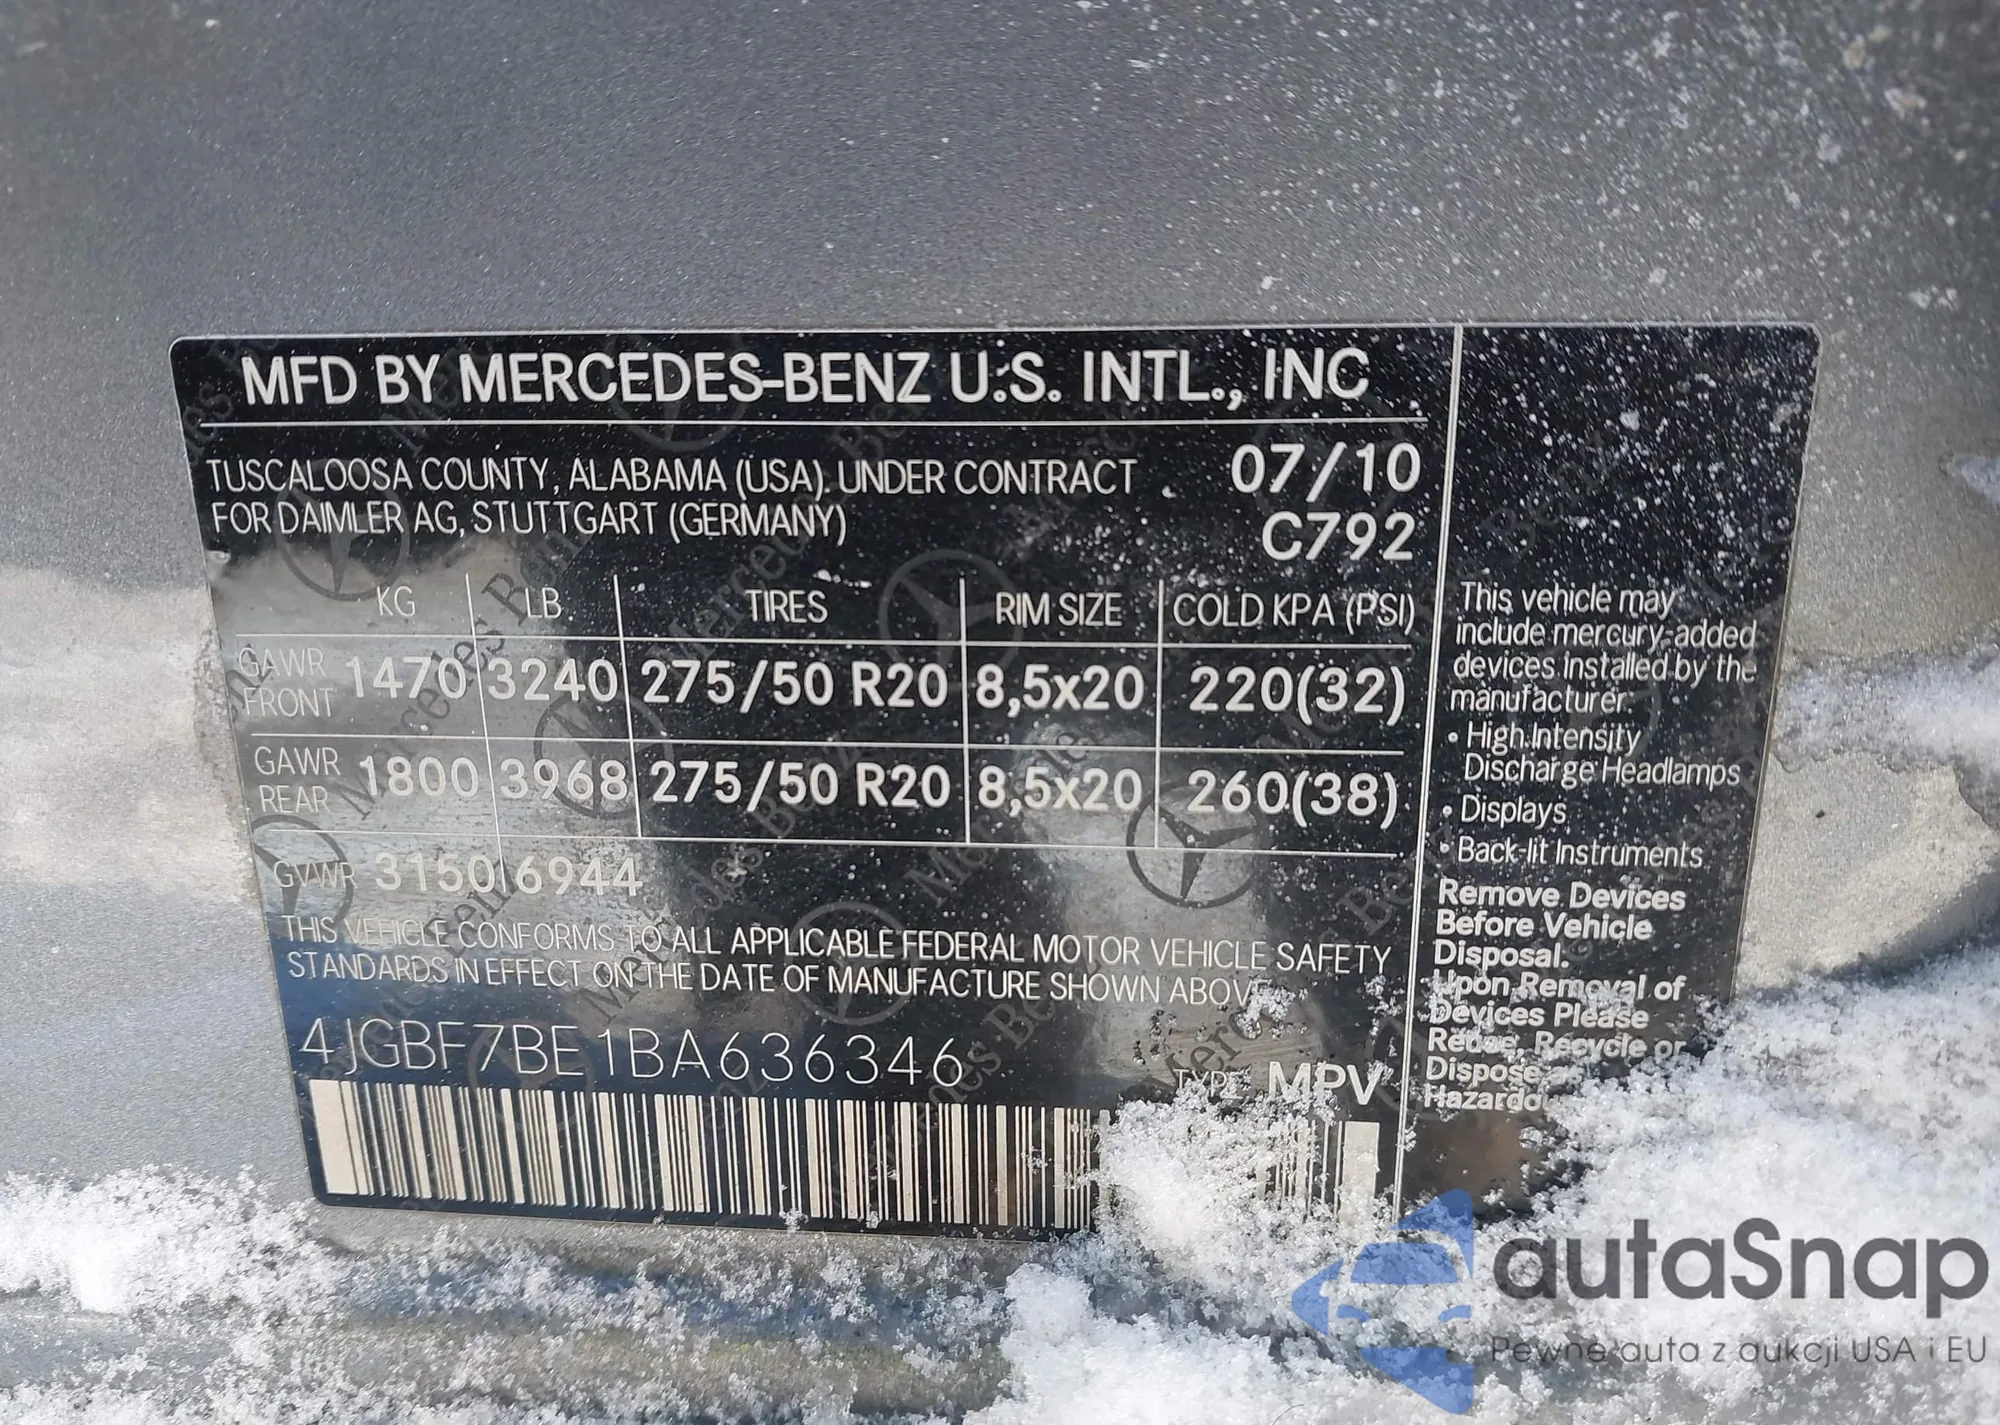 MFD BY MERCEDES-BENZ U.S. INTL., INC
TUSCALOOSA COUNTY, ALABAMA (USA). UNDER CONTRACT
FOR DAIMLER AG, STUTTGART (GERMANY)
07/10
C792
KG LB. TIRES RIM SIZE COLD KPA (PSI)
GAWR FRONT 1470 3240 275/50 R20 8,5x20 220(32)
GAWR REAR 1800 3968 275/50 R20 8,5x20 260(38)
GVWR 3150 6944
THIS VEHICLE CONFORMS TO ALL APPLICABLE FEDERAL MOTOR VEHICLE SAFETY
STANDARDS IN EFFECT ON THE DATE OF MANUFACTURE SHOWN ABOVE
4JGBF7BE1BA636346
TYPE MPV
This vehicle may
include mercury-added
devices installed by the
manufacturer:
• High Intensity
Discharge Headlamps
• Displays
• Back-lit Instruments
Remove Devices
Before Vehicle
Disposal.
Upon Removal of
Devices Please
Reuse, Recycle or
Dispose
autaSnap
Pewne auta z aukcji USA i EU